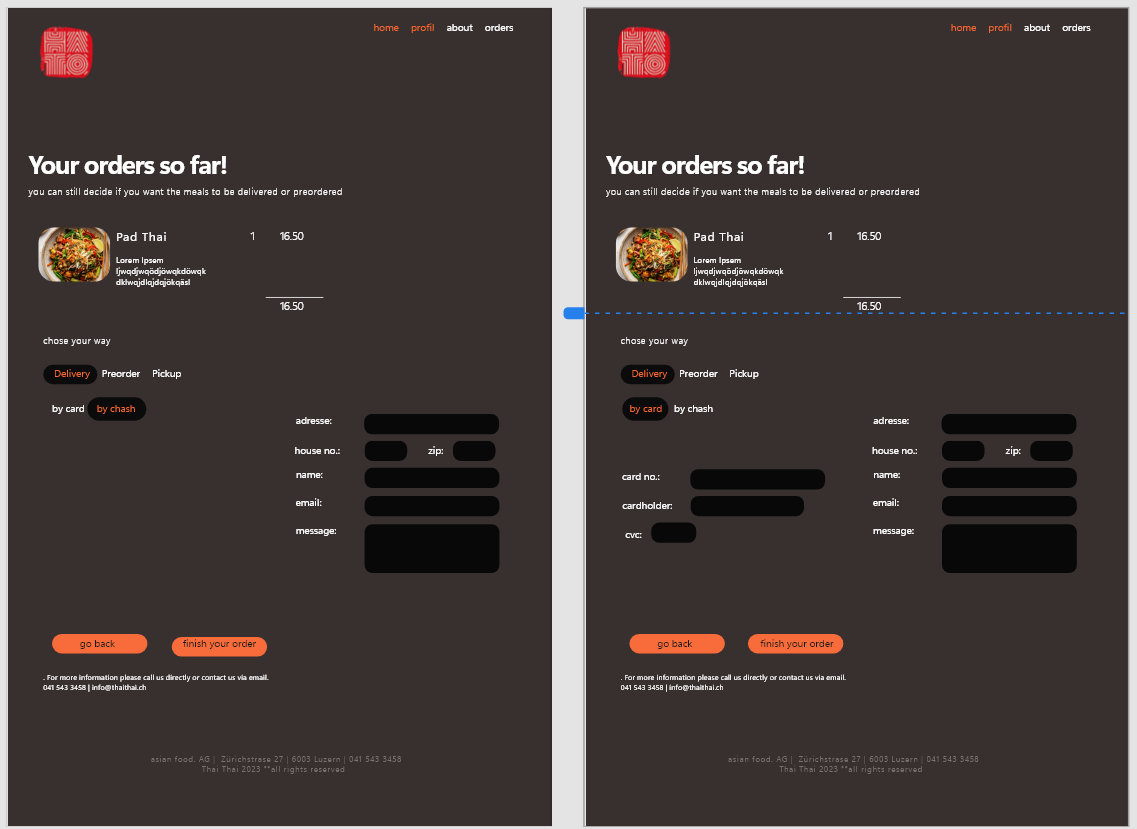 HATO
home profil about orders
Your orders so far!
you can still decide if you want the meals to be delivered or preordered
Pad Thai 1 16.50
Lorem Ipsem
ljwqdjwqödjöwqkdöwqk
dklwqjdlqjdqjökqäsl
16.50
chose your way
Delivery Preorder Pickup
by card by chash
adresse:
house no.: zip:
name:
email:
message:
go back finish your order
. For more information please call us directly or contact us via email.
041 543 3458 | info@thaithai.ch
asian food. AG | Zürichstrase 27 | 6003 Luzern | 041 543 3458
Thai Thai 2023 °°all rights reserved
HATO
home profil about orders
Your orders so far!
you can still decide if you want the meals to be delivered or preordered
Pad Thai 1 16.50
Lorem Ipsem
ljwqdjwqödjöwqkdöwqk
dklwqjdlqjdqjökqäsl
16.50
chose your way
Delivery Preorder Pickup
by card by chash
adresse:
house no.: zip:
card no.: name:
cardholder: email:
cvc: message:
go back finish your order
. For more information please call us directly or contact us via email.
041 543 3458 | info@thaithai.ch
asian food. AG | Zürichstrase 27 | 6003 Luzern | 041 543 3458
Thai Thai 2023 °°all rights reserved